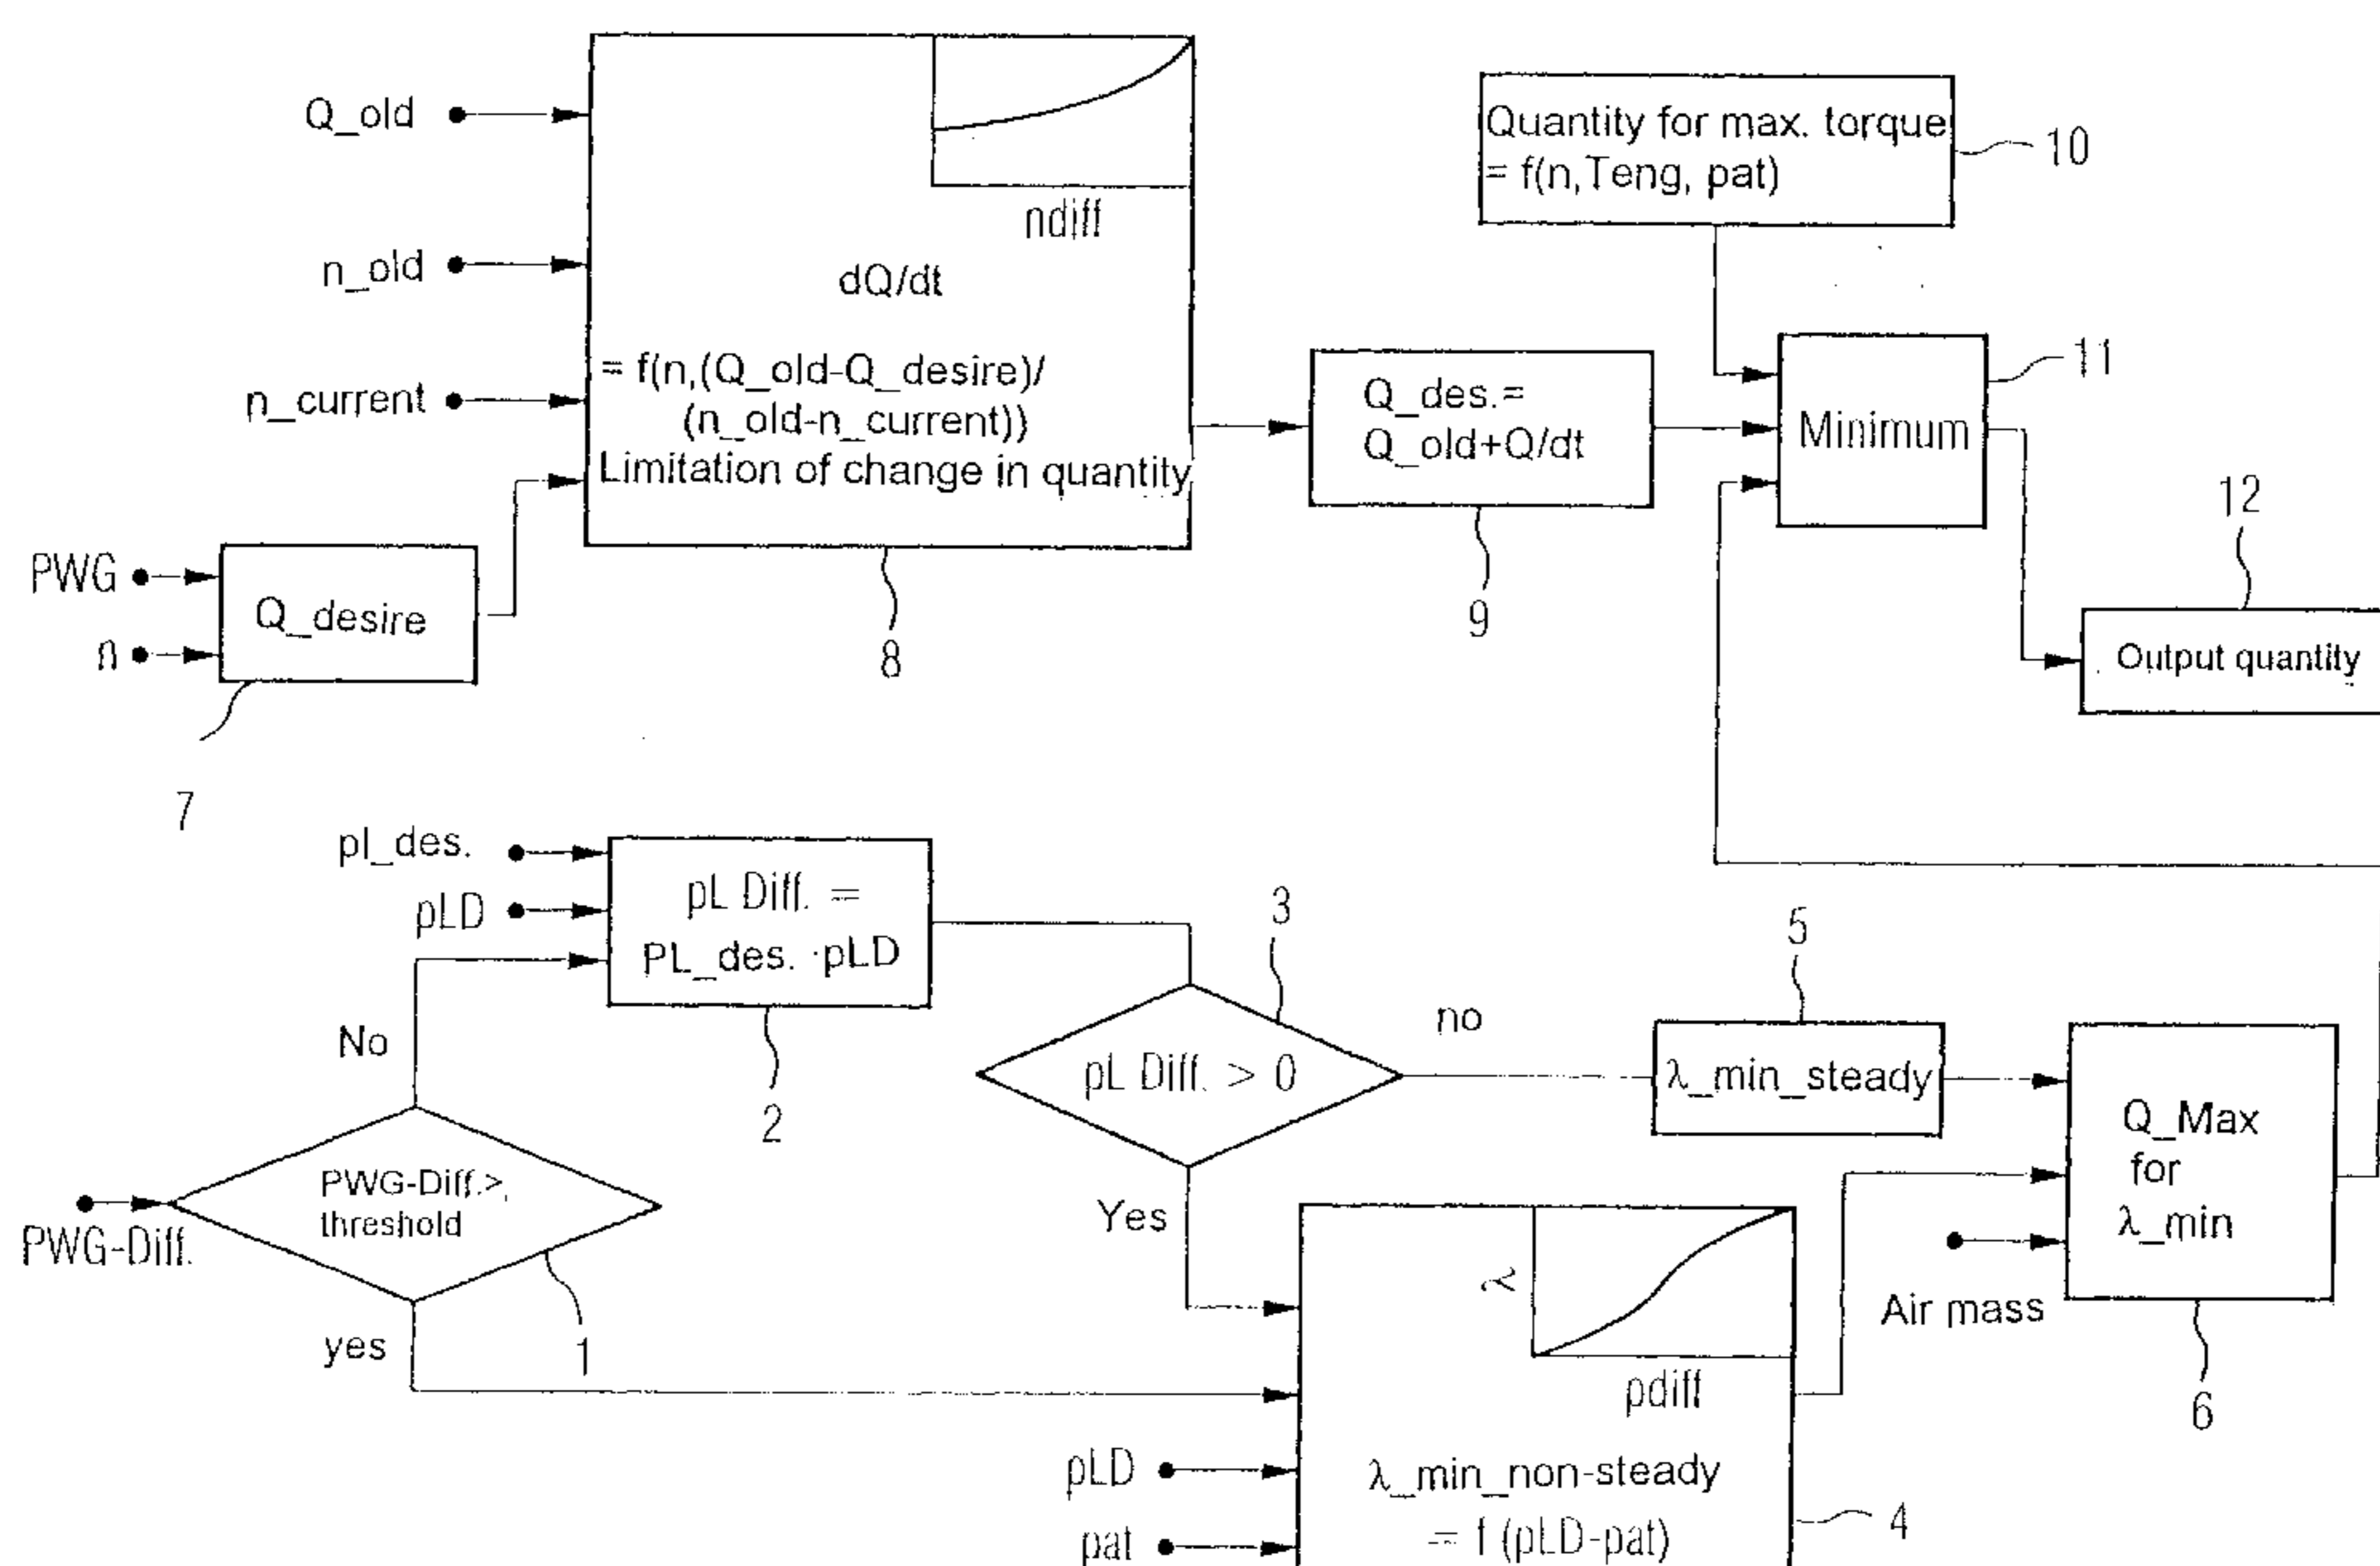 Q_old
n_old
n_current
PWG
n
Q_desire
7
ndiff
dQ/dt
= f(n,(Q_old-Q_desire)/
(n_old-n_current))
Limitation of change in quantity
8
Q_des.=
Q_old+Q/dt
9
Quantity for max. torque
= f(n,Teng, pat)
10
Minimum
11
12
Output quantity
pl_des.
pLD
pL Diff. =
PL_des. ·pLD
2
No
PWG-Diff.
PWG-Diff.>
threshold
1
yes
3
pL Diff. > 0
no
Yes
5
λ_min_steady
Q_Max
for
λ_min
Air mass
6
λ
pdiff
pLD
pat
λ_min_non-steady
= f (pLD-pat)
4